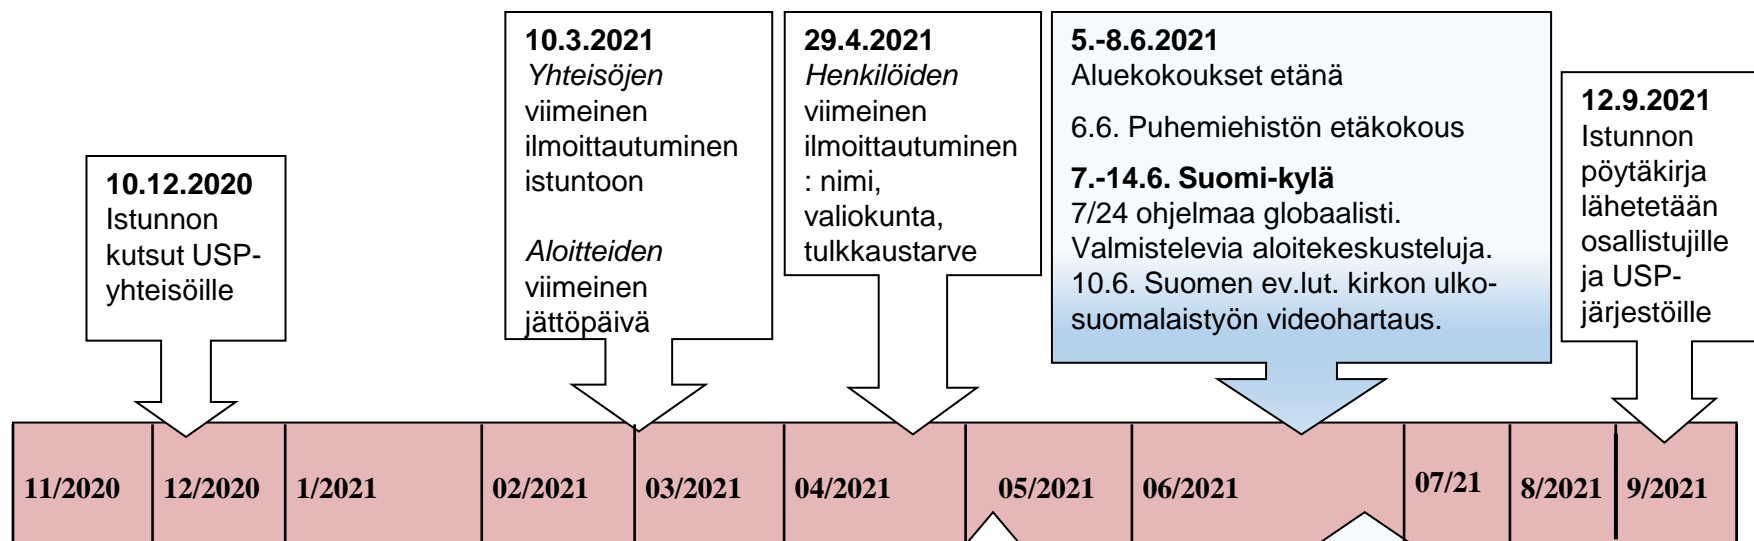 10.12.2020
Istunnon
kutsut USP-
yhteisöille
10.3.2021
Yhteisöjen
viimeinen
ilmoittautuminen
istuntoon
Aloitteiden
viimeinen
jättöpäivä
29.4.2021
Henkilöiden
viimeinen
ilmoittautuminen
: nimi,
valiokunta,
tulkkaustarve
5.-8.6.2021
Aluekokoukset etänä
6.6. Puhemiehistön etäkokous
7.-14.6. Suomi-kylä
7/24 ohjelmaa globaalisti.
Valmistelevia aloitekeskusteluja.
10.6. Suomen ev.lut. kirkon ulko-
suomalaistyön videohartaus.
12.9.2021
Istunnon
pöytäkirja
lähetetään
osallistujille
ja USP-
järjestöille
11/2020 12/2020 1/2021 02/2021 03/2021 04/2021 05/2021 06/2021 07/21 8/2021 9/2021